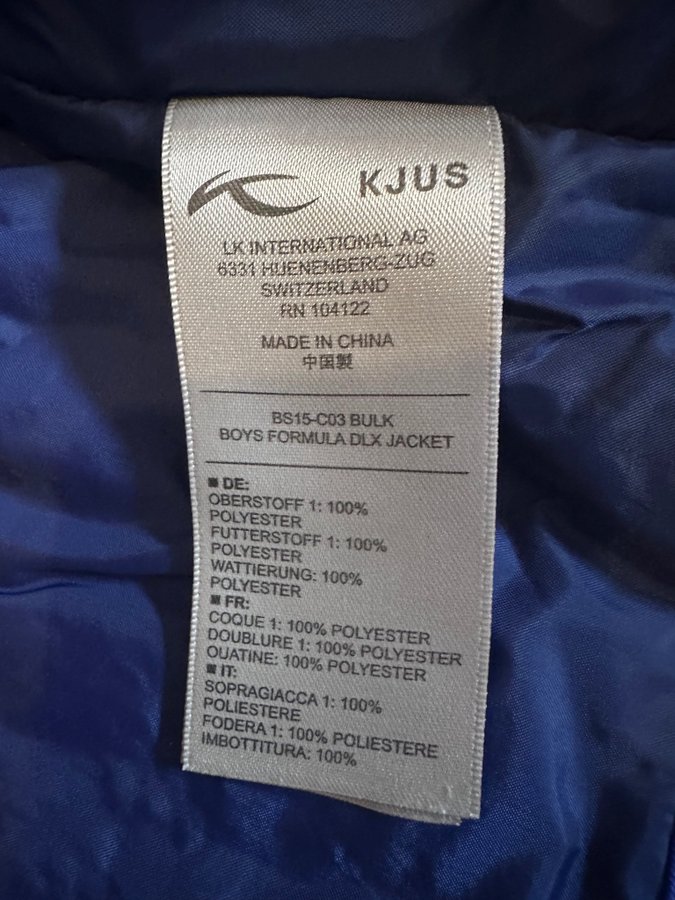 KJUS
LK INTERNATIONAL AG
6331 HUENENBERG-ZUG
SWITZERLAND
RN 104122
MADE IN CHINA
中国製
BS15-C03 BULK
BOYS FORMULA DLX JACKET
■ DE:
OBERSTOFF 1: 100%
POLYESTER
FUTTERSTOFF 1: 100%
POLYESTER
WATTIERUNG: 100%
POLYESTER
■ FR:
COQUE 1: 100% POLYESTER
DOUBLURE 1: 100% POLYESTER
OUATINE: 100% POLYESTER
■ IT:
SOPRAGIACCA 1: 100%
POLIESTERE
FODERA 1: 100% POLIESTERE
IMBOTTITURA: 100%